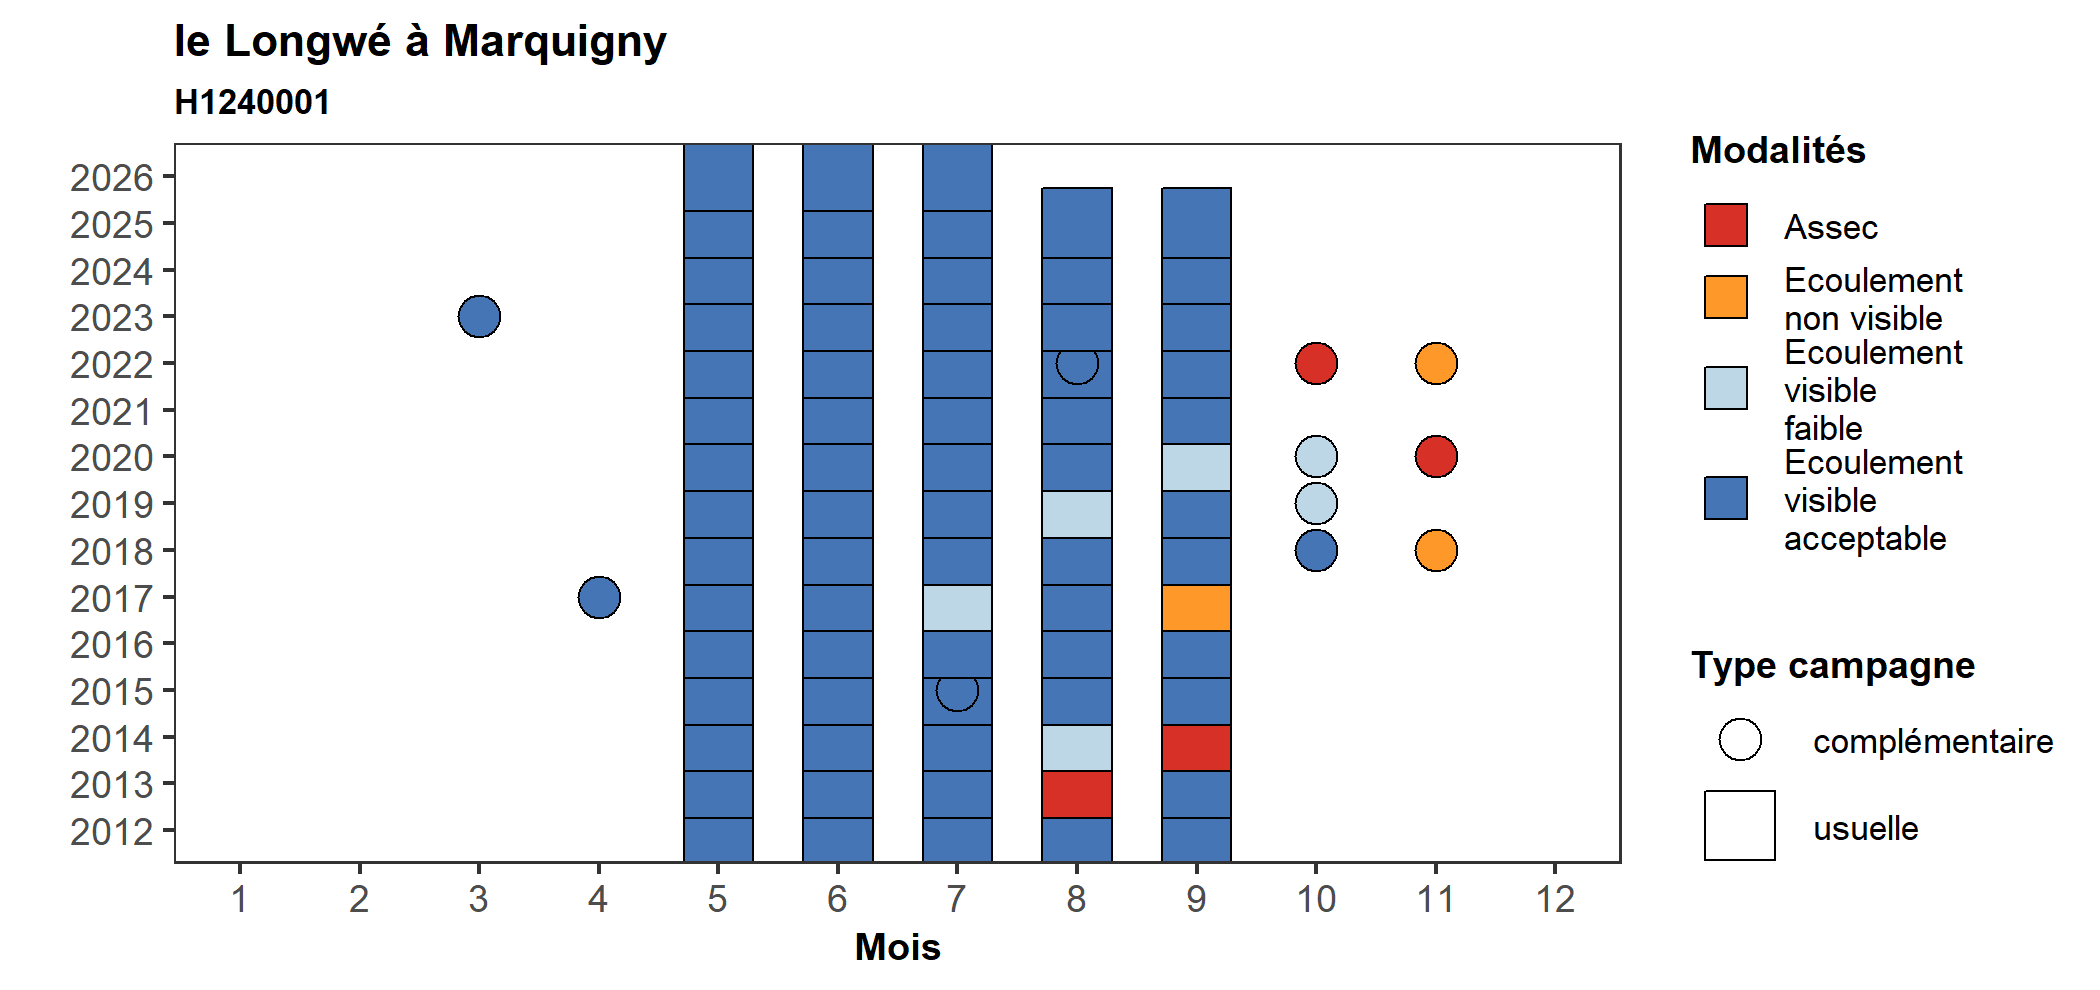 le Longwé à Marquigny
H1240001
2026
2025
2024
2023
2022
2021
2020
2019
2018
2017
2016
2015
2014
2013
2012
1 2 3 4 5 6 7 8 9 10 11 12
Mois
Modalités
Assec
Ecoulement
non visible
Ecoulement
visible
faible
Ecoulement
visible
acceptable
Type campagne
complémentaire
usuelle